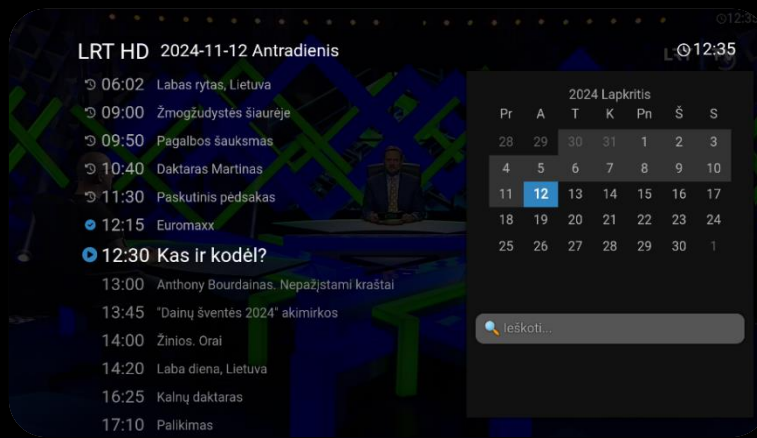 12:35
LRT HD 2024-11-12 Antradienis
12:35
06:02 Labas rytas, Lietuva
09:00 Žmogžudystės šiaurėje
09:50 Pagalbos šauksmas
10:40 Daktaras Martinas
11:30 Paskutinis pėdsakas
12:15 Euromaxx
12:30 Kas ir kodėl?
13:00 Anthony Bourdainas. Nepažįstami kraštai
13:45 "Dainų šventės 2024" akimirkos
14:00 Žinios. Orai
14:20 Laba diena, Lietuva
16:25 Kalnų daktaras
17:10 Palikimas
2024 Lapkritis
Pr A T K Pn Š S
28 29 30 31 1 2 3
4 5 6 7 8 9 10
11 12 13 14 15 16 17
18 19 20 21 22 23 24
25 26 27 28 29 30 1
Ieškoti...